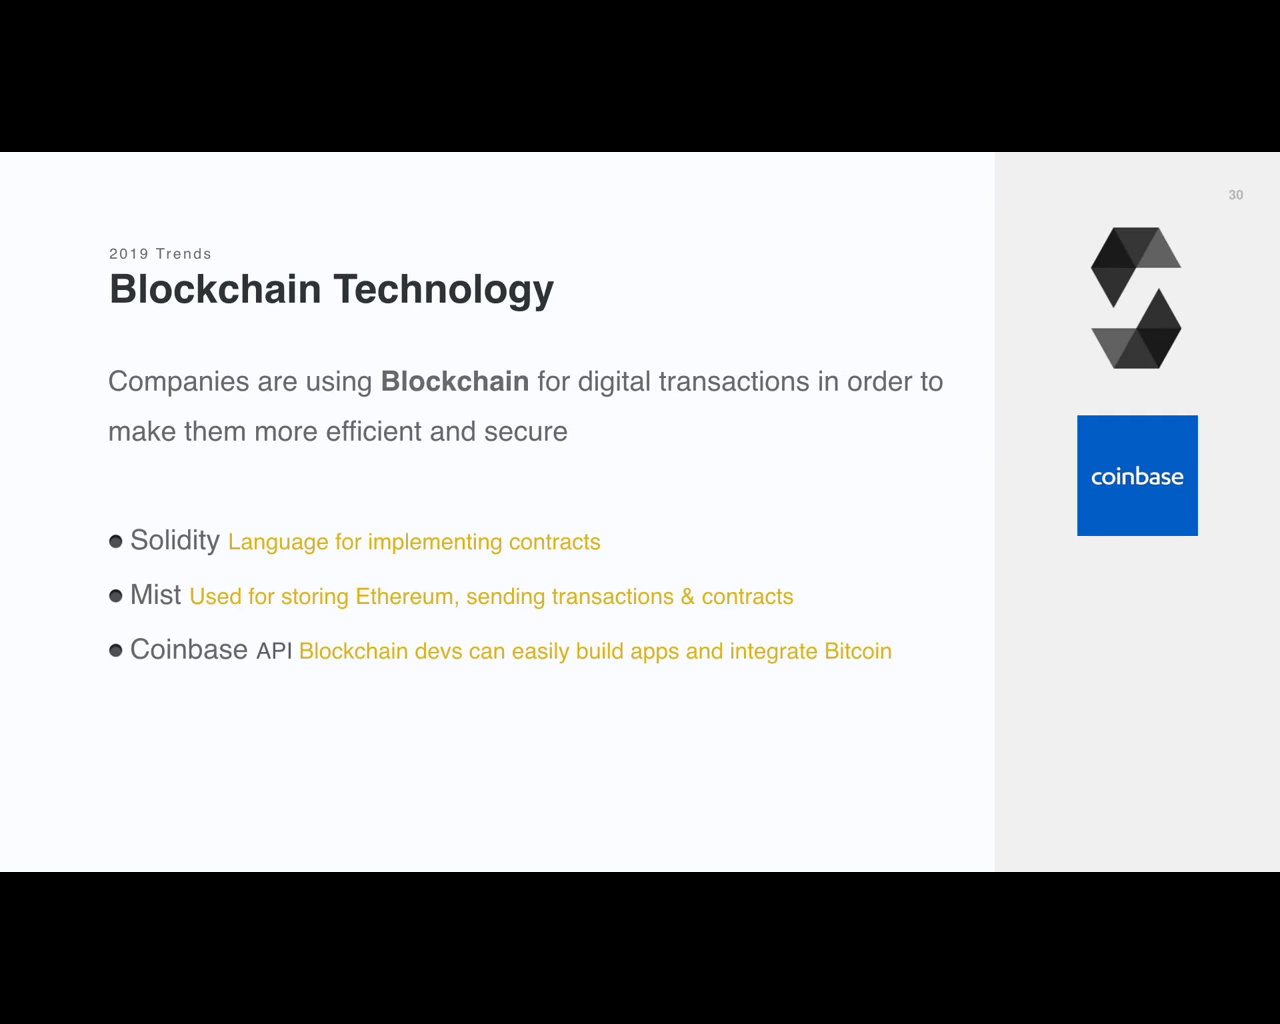 30
2019 Trends
Blockchain Technology
Companies are using Blockchain for digital transactions in order to
make them more efficient and secure
Solidity Language for implementing contracts
Mist Used for storing Ethereum, sending transactions & contracts
Coinbase API Blockchain devs can easily build apps and integrate Bitcoin
coinbase